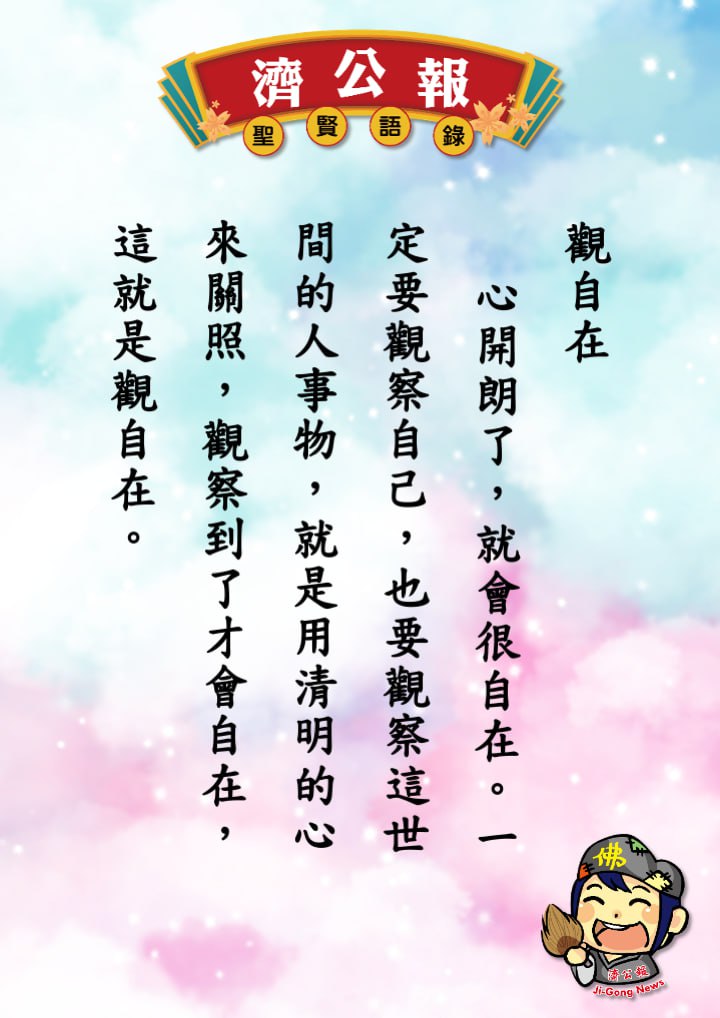 濟公報
聖賢語錄
觀自在
心開朗了，就會很自在。一
定要觀察自己，也要觀察這世
間的人事物，就是用清明的心
來關照，觀察到了才會自在，
這就是觀自在。
佛
濟公報
Ji-Gong News